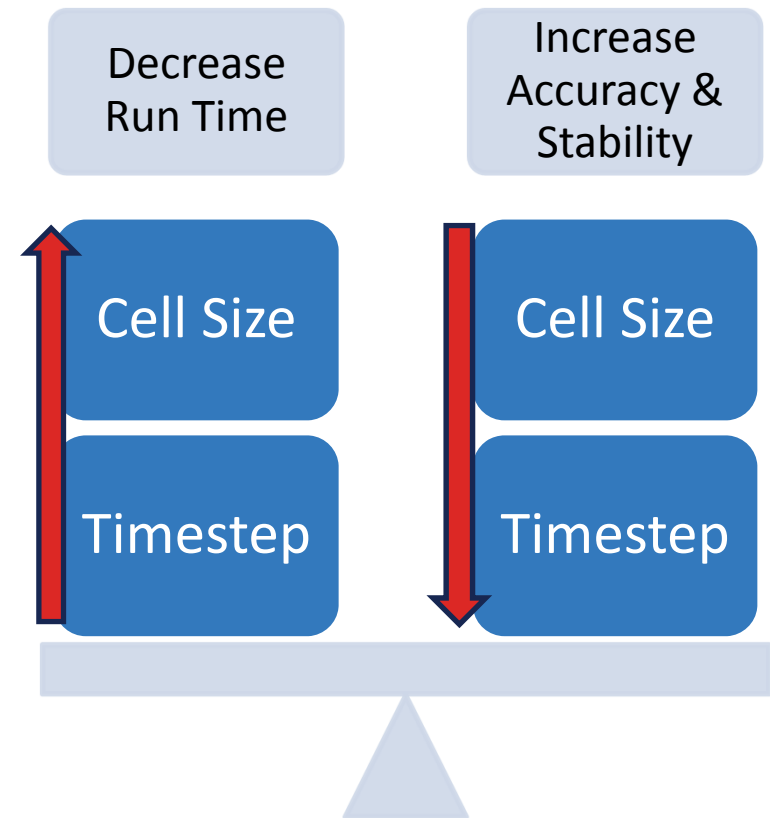 Decrease
Run Time
Increase
Accuracy &
Stability
Cell Size
Timestep
Cell Size
Timestep